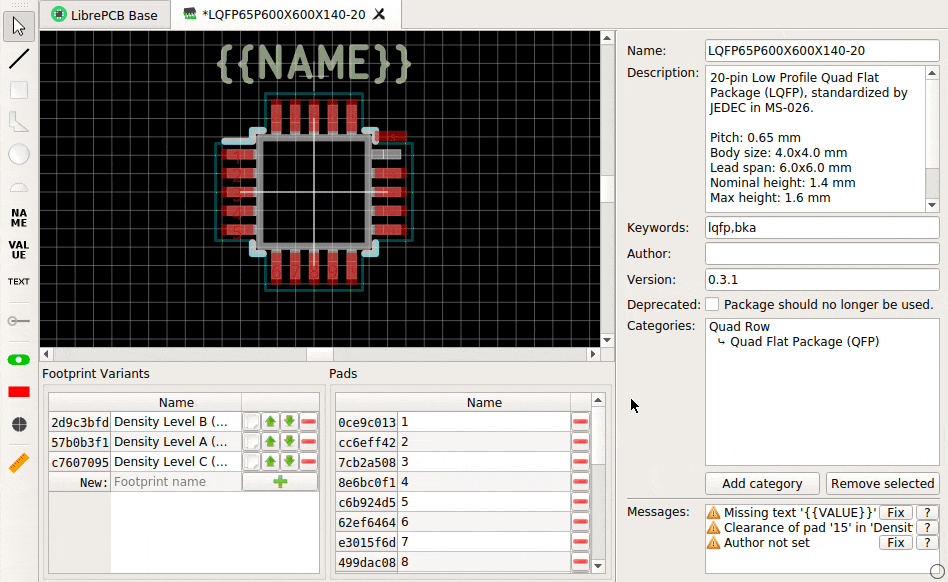 LibrePCB Base
*LQFP65P600X600X140-20
{{NAME}}
NA
ME
VAL
UE
TEXT
Name:
LQFP65P600X600X140-20
Description:
20-pin Low Profile Quad Flat
Package (LQFP), standardized by
JEDEC in MS-026.
Pitch: 0.65 mm
Body size: 4.0x4.0 mm
Lead span: 6.0x6.0 mm
Nominal height: 1.4 mm
Max height: 1.6 mm
Keywords:
lqfp,bka
Author:
Version:
0.3.1
Deprecated:
Package should no longer be used.
Categories:
Quad Row
↳ Quad Flat Package (QFP)
Add category
Remove selected
Messages:
Missing text '{{VALUE}}' Fix ?
Clearance of pad '15' in 'Densit ?
Author not set Fix ?
Footprint Variants
Name
2d9c3bfd Density Level B (...
57b0b3f1 Density Level A (...
c7607095 Density Level C (...
New: Footprint name
Pads
Name
0ce9c013 1
cc6eff42 2
7cb2a508 3
8e6bc0f1 4
c6b924d5 5
62ef6464 6
e3015f6d 7
499dac08 8